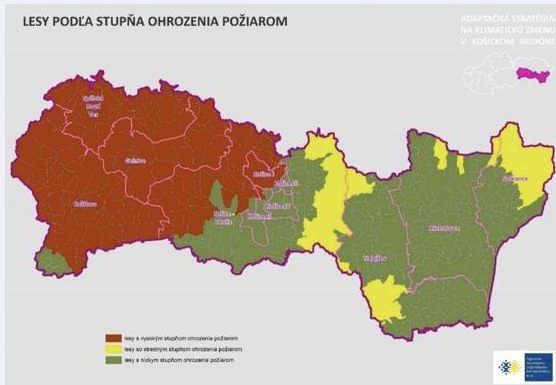 LESY PODĽA STUPŇA OHROZENIA POŽIAROM
ADAPTAČNÁ STRATÉGIA
NA KLIMATICKÚ ZMENU
V KOŠICKOM REGIÓNE
Spišská
Nová
Ves
Gelnica
Rožňava
Košice
okolie
Trebišov
Michalovce
Sobrance
lesy s vysokým stupňom ohrozenia požiarom
lesy so stredným stupňom ohrozenia požiarom
lesy s nízkym stupňom ohrozenia požiarom